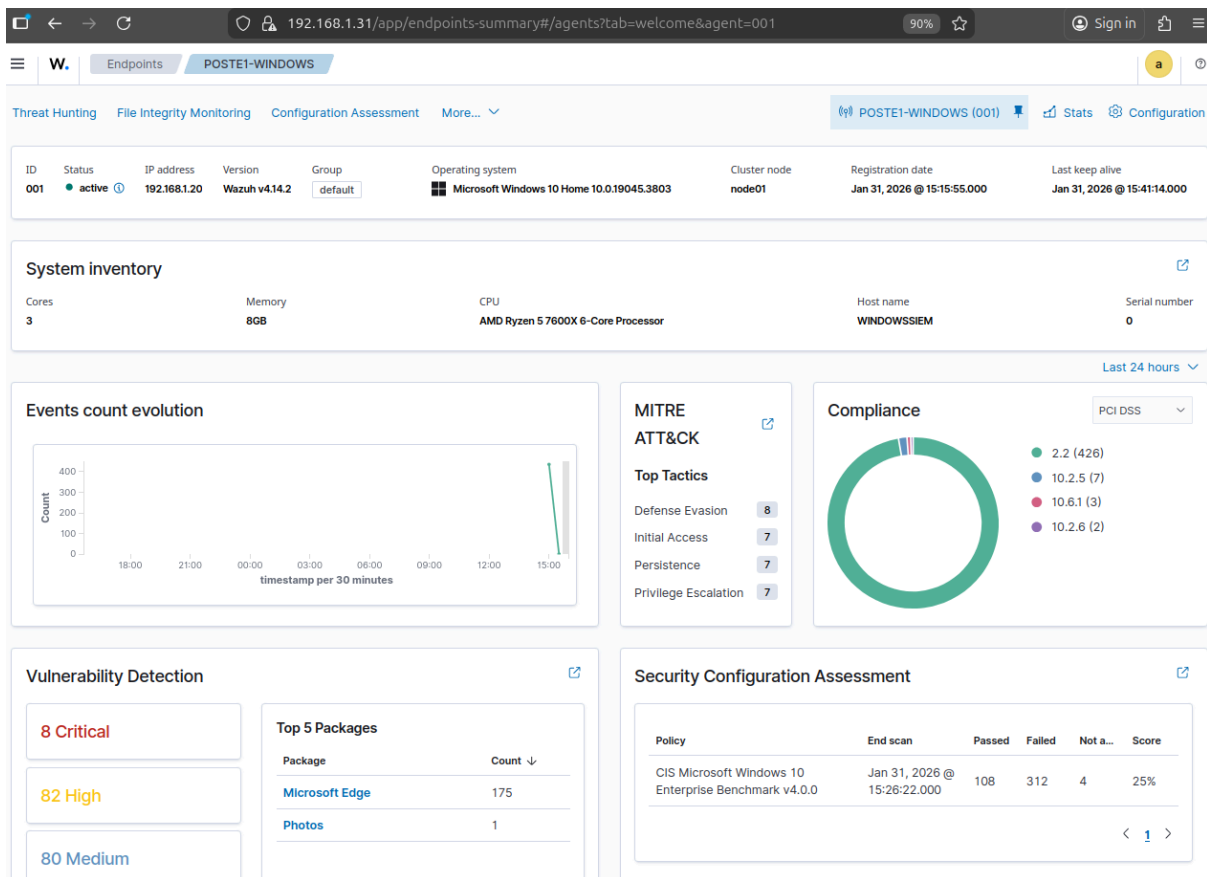 192.168.1.31/app/endpoints-summary#/agents?tab=welcome&agent=001 90% Sign in
W. Endpoints POSTE1-WINDOWS a
Threat Hunting File Integrity Monitoring Configuration Assessment More... POSTE1-WINDOWS (001) Stats Configuration
ID Status IP address Version Group Operating system Cluster node Registration date Last keep alive
001 active 192.168.1.20 Wazuh v4.14.2 default Microsoft Windows 10 Home 10.0.19045.3803 node01 Jan 31, 2026 @ 15:15:55.000 Jan 31, 2026 @ 15:41:14.000
System inventory
Cores Memory CPU Host name Serial number
3 8GB AMD Ryzen 5 7600X 6-Core Processor WINDOWSSIEM 0
Last 24 hours
Events count evolution
Count
400
300
200
100
0
18:00 21:00 00:00 03:00 06:00 09:00 12:00 15:00
timestamp per 30 minutes
MITRE
ATT&CK
Top Tactics
Defense Evasion 8
Initial Access 7
Persistence 7
Privilege Escalation 7
Compliance PCI DSS
2.2 (426)
10.2.5 (7)
10.6.1 (3)
10.2.6 (2)
Vulnerability Detection
8 Critical
82 High
80 Medium
Top 5 Packages
Package Count
Microsoft Edge 175
Photos 1
Security Configuration Assessment
Policy End scan Passed Failed Not a... Score
CIS Microsoft Windows 10 Jan 31, 2026 @ 108 312 4 25%
Enterprise Benchmark v4.0.0 15:26:22.000
1